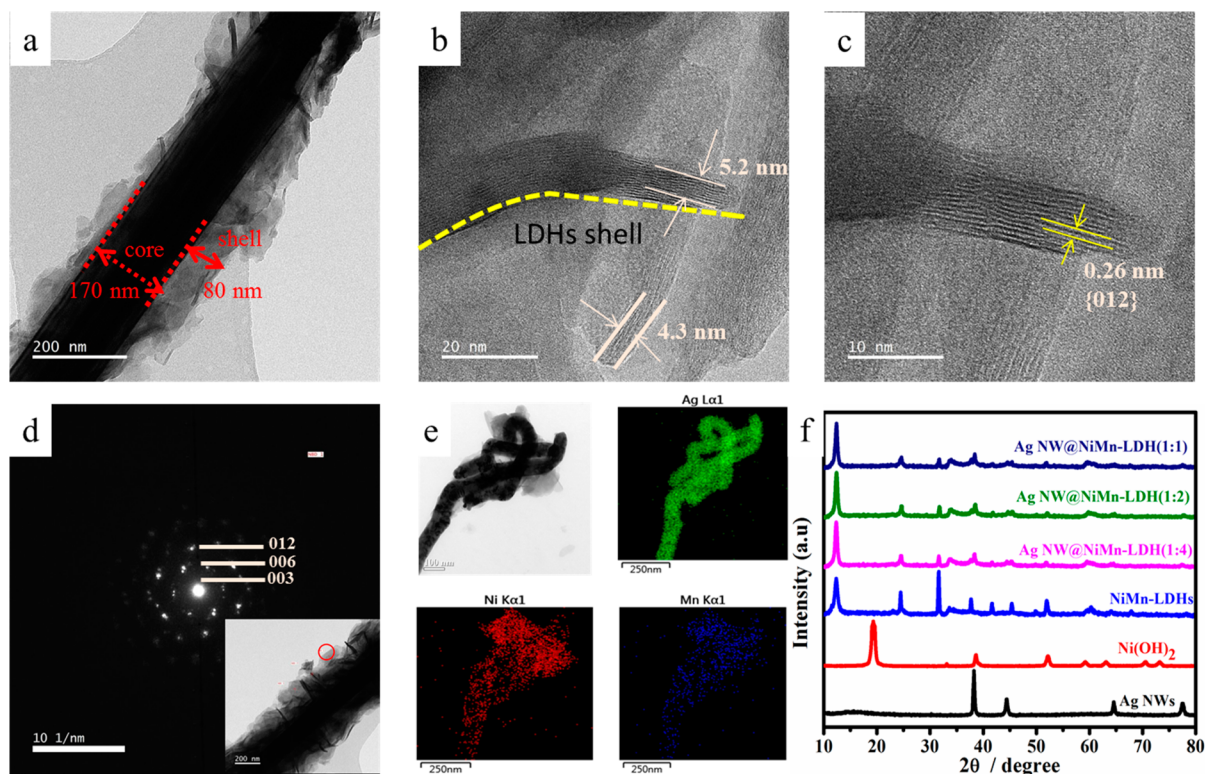 a
core
shell
170 nm
80 nm
200 nm
b
5.2 nm
LDHs shell
4.3 nm
20 nm
c
0.26 nm
{012}
10 nm
d
012
006
003
10 1/nm
200 nm
e
100 nm
Ag Lα1
250nm
Ni Kα1
250nm
Mn Kα1
250nm
f
Intensity (a.u)
Ag NW@NiMn-LDH(1:1)
Ag NW@NiMn-LDH(1:2)
Ag NW@NiMn-LDH(1:4)
NiMn-LDHs
Ni(OH)2
Ag NWs
10 20 30 40 50 60 70 80
2θ / degree